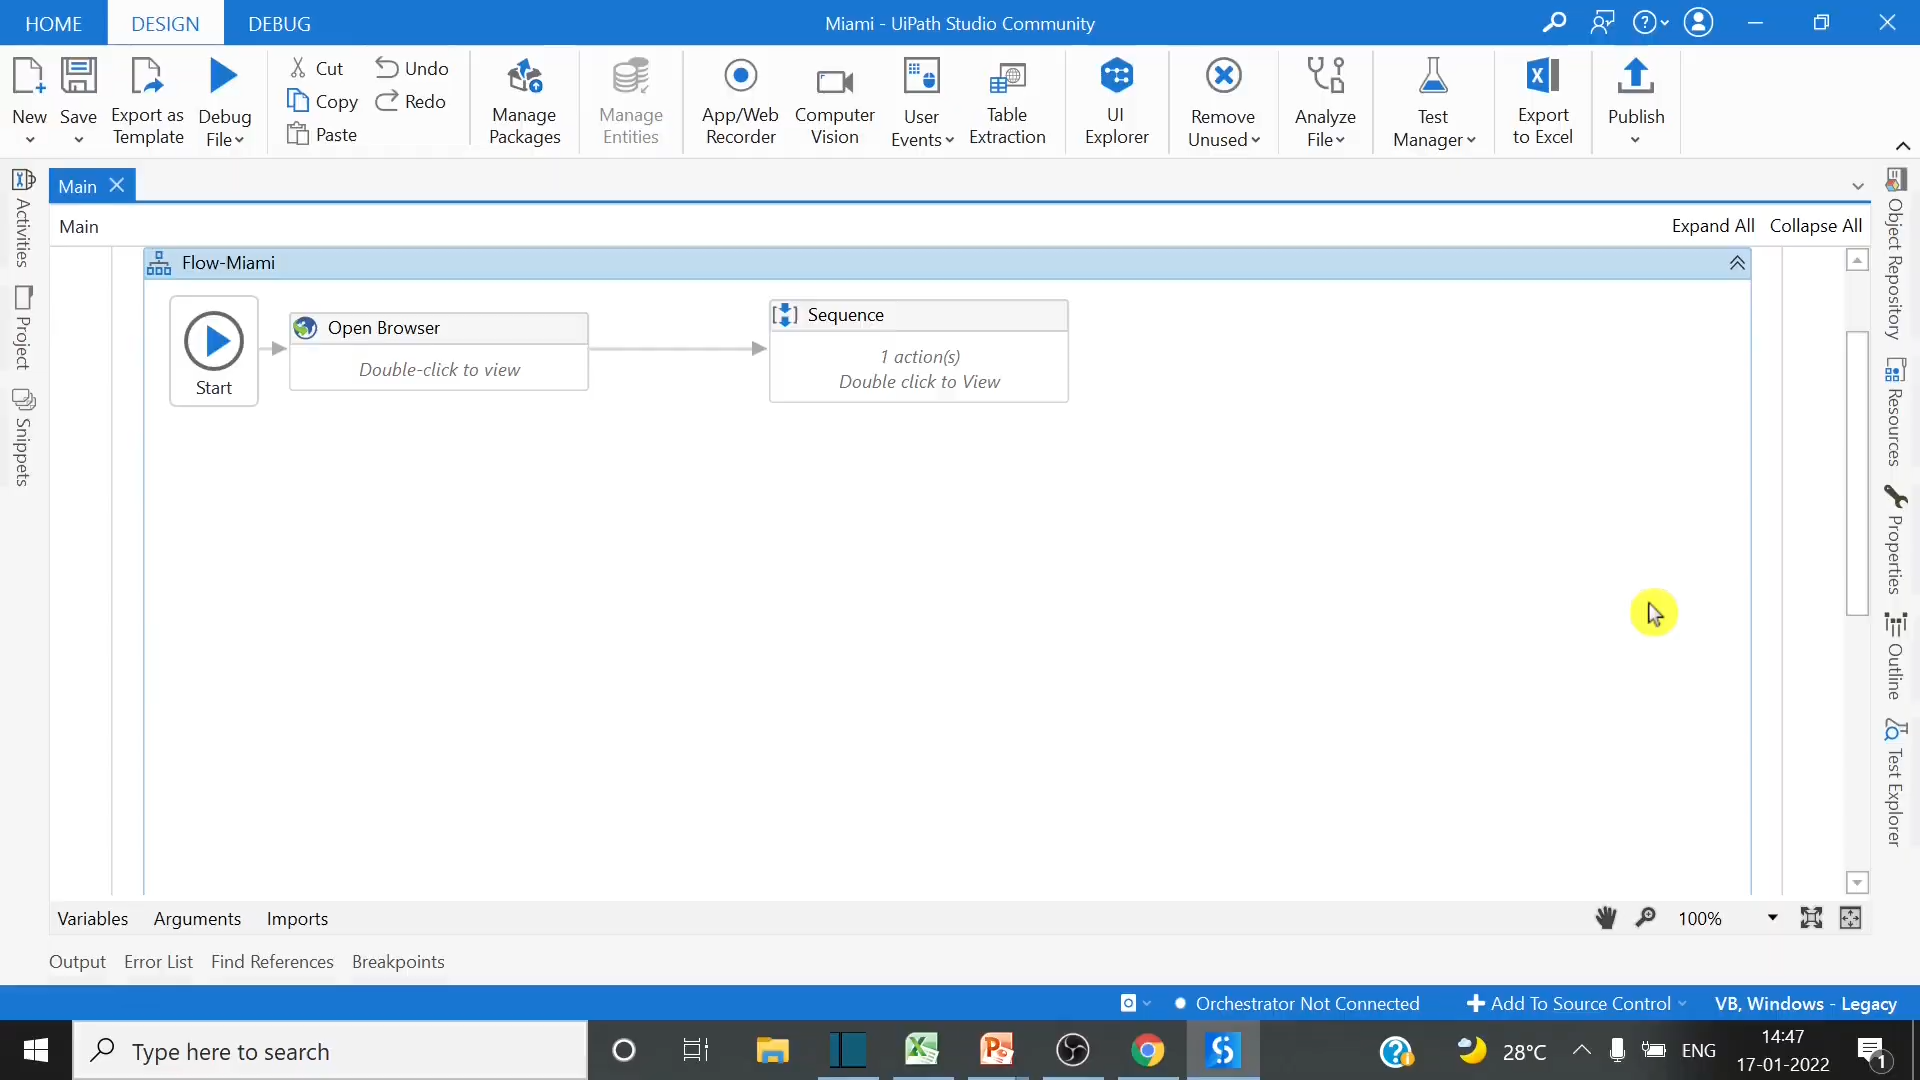 HOME DESIGN DEBUG Miami - UiPath Studio Community
New Save Export as Template Debug File Cut Copy Paste Undo Redo Manage Packages Manage Entities App/Web Recorder Computer Vision User Events Table Extraction UI Explorer Remove Unused Analyze File Test Manager Export to Excel Publish
Main
Main Expand All Collapse All
Activities
Project
Snippets
Flow-Miami
Start
Open Browser
Double-click to view
Sequence
1 action(s)
Double click to View
Object Repository
Resources
Properties
Outline
Test Explorer
Variables Arguments Imports 100%
Output Error List Find References Breakpoints
Orchestrator Not Connected Add To Source Control VB, Windows - Legacy
Type here to search 28°C ENG 14:47
17-01-2022 1